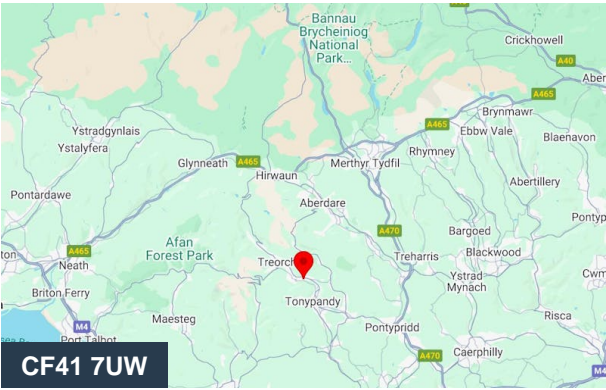 Bannau
Brycheiniog
National
Park...
Crickhowell
A40
A465
Brynmawr
Ebbw Vale
A465
Rhymney
Blaenavon
Ystradgynlais
Ystalyfera
Glynneath
A465
Merthyr Tydfil
Hirwaun
Abertillery
Pontardawe
Aberdare
A470
Bargoed
Afan
Forest Park
A465
Neath
Treorch
Treharris
Blackwood
Ystrad
Mynach
Briton Ferry
Tonypandy
Maesteg
Risca
M4
Port Talbot
Pontypridd
A470
Caerphilly
M4
CF41 7UW